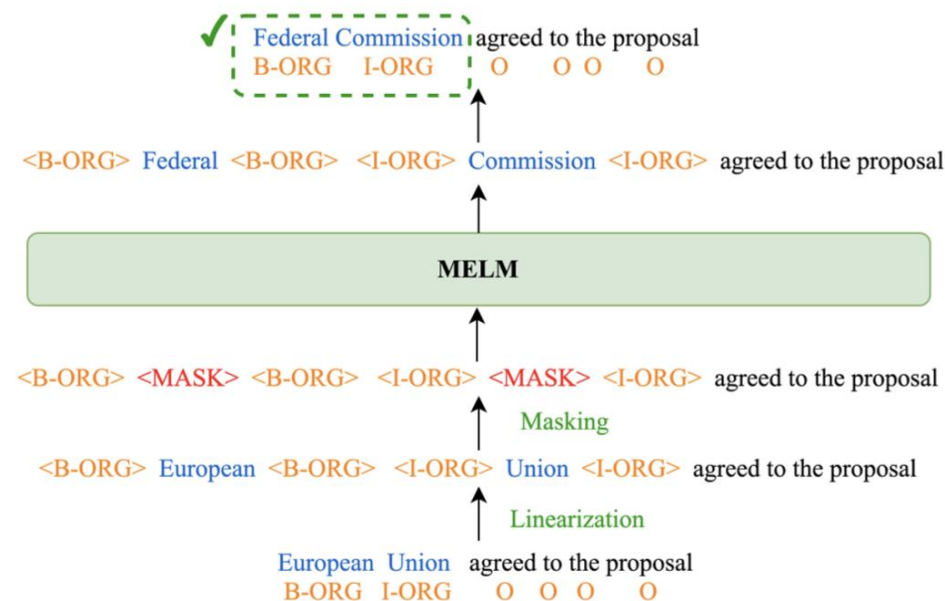 ✓ Federal Commission agreed to the proposal
B-ORG I-ORG O O O O
<B-ORG> Federal <B-ORG> <I-ORG> Commission <I-ORG> agreed to the proposal
MELM
<B-ORG> <MASK> <B-ORG> <I-ORG> <MASK> <I-ORG> agreed to the proposal
Masking
<B-ORG> European <B-ORG> <I-ORG> Union <I-ORG> agreed to the proposal
Linearization
European Union agreed to the proposal
B-ORG I-ORG O O O O